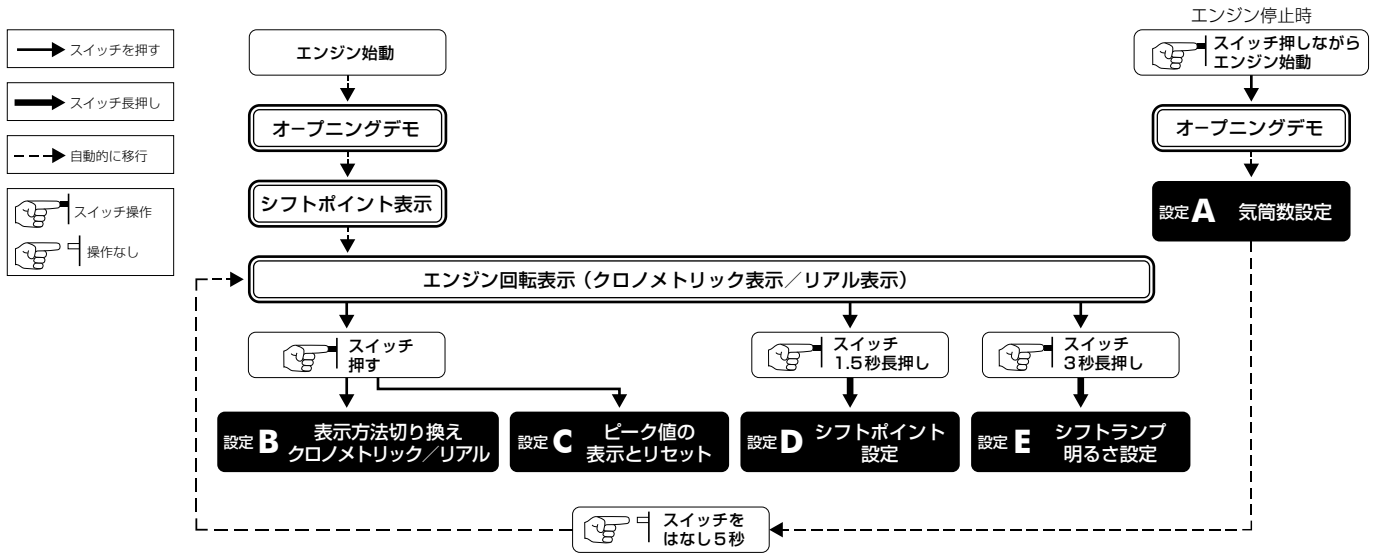 スイッチを押す
スイッチ長押し
自動的に移行
スイッチ操作
操作なし
エンジン始動
オープニングデモ
シフトポイント表示
エンジン停止時
スイッチ押しながら
エンジン始動
オープニングデモ
設定A 気筒数設定
エンジン回転表示(クロノメトリック表示/リアル表示)
スイッチ
押す
スイッチ
1.5秒長押し
スイッチ
3秒長押し
設定B 表示方法切り換え
クロノメトリック/リアル
設定C ピーク値の
表示とリセット
設定D シフトポイント
設定
設定E シフトランプ
明るさ設定
スイッチを
はなし5秒